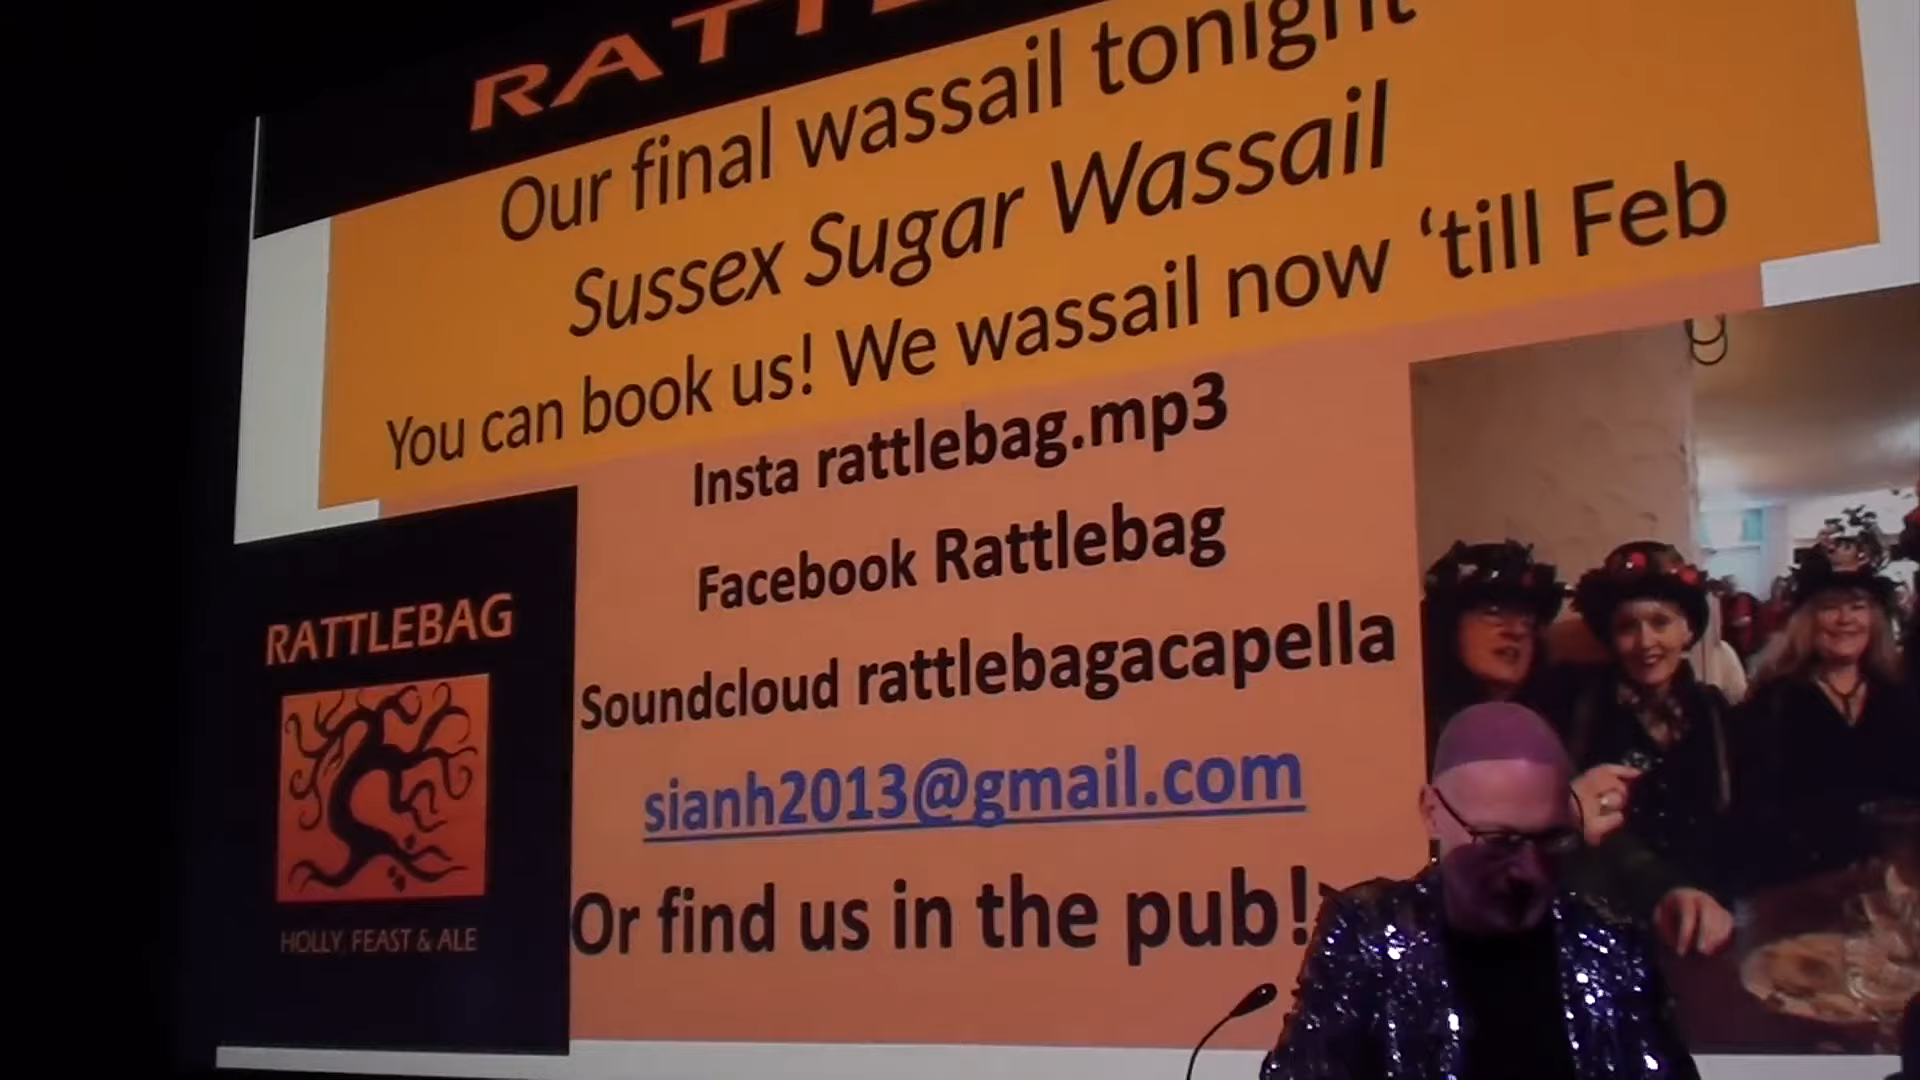 Our final wassail tonight
Sussex Sugar Wassail
You can book us! We wassail now ‘till Feb
Insta rattlebag.mp3
Facebook Rattlebag
Soundcloud rattlebagacapella
sianh2013@gmail.com
Or find us in the pub!
RATTLEBAG
HOLLY, FEAST & ALE